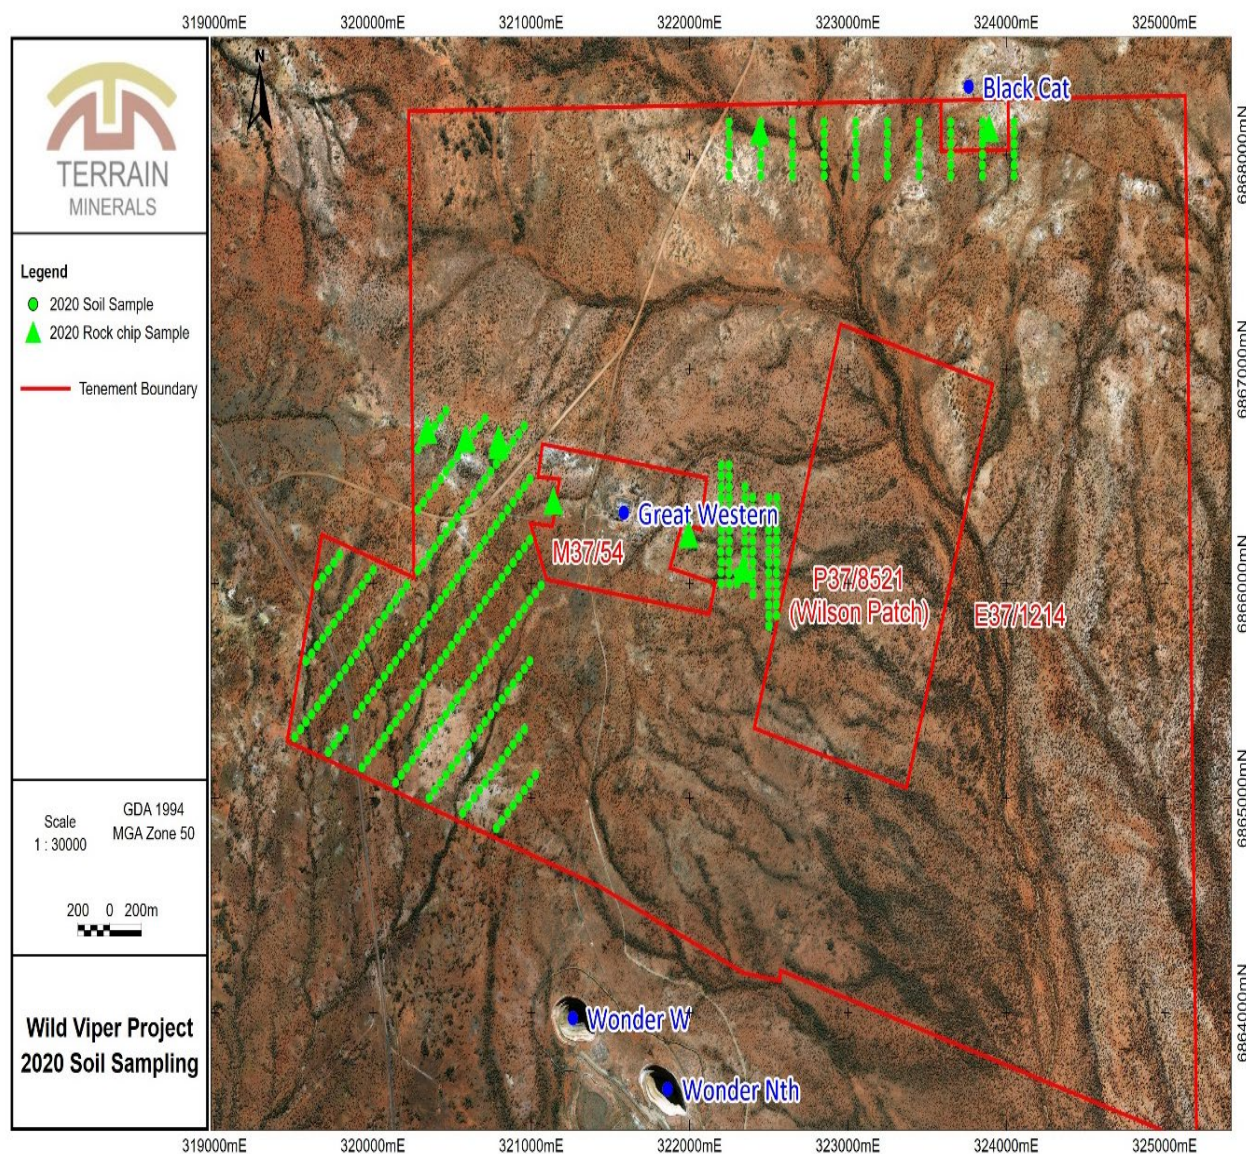 319000mE 320000mE 321000mE 322000mE 323000mE 324000mE 325000mE
TERRAIN
MINERALS
Legend
2020 Soil Sample
2020 Rock chip Sample
Tenement Boundary
Scale
1 : 30000
GDA 1994
MGA Zone 50
200 0 200m
Wild Viper Project
2020 Soil Sampling
N
Black Cat
Great Western
M37/54
P37/8521
(Wilson Patch)
E37/1214
Wonder W
Wonder Nth
6868000mN
6867000mN
6866000mN
6865000mN
6864000mN
319000mE 320000mE 321000mE 322000mE 323000mE 324000mE 325000mE